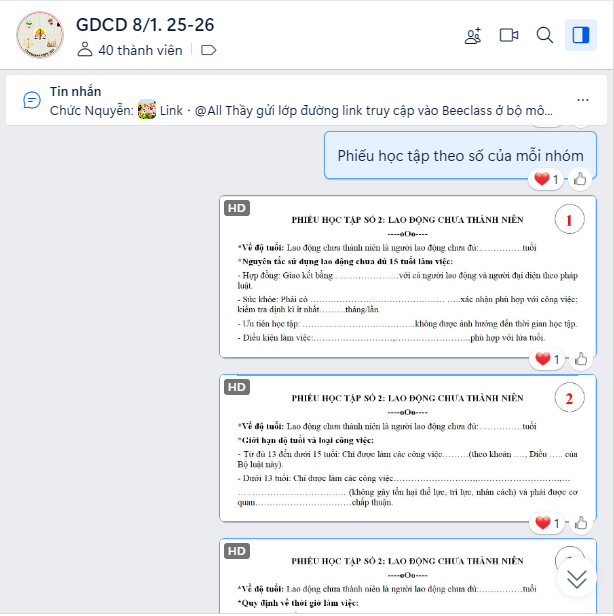 GDCD 8/1. 25-26
40 thành viên
Tin nhắn
Chức Nguyễn: Link · @All Thầy gửi lớp đường link truy cập vào Beeclass ở bộ mô...
Phiếu học tập theo số của mỗi nhóm
1
HD
PHIẾU HỌC TẬP SỐ 2: LAO ĐỘNG CHƯA THÀNH NIÊN
1
----oOo----
*Về độ tuổi: Lao động chưa thành niên là người lao động chưa đủ:……………tuổi
*Nguyên tắc sử dụng lao động chưa đủ 15 tuổi làm việc:
- Hợp đồng: Giao kết bằng …………………với cả người lao động và người đại diện theo pháp
luật.
- Sức khỏe: Phải có ……………………………………… …..xác nhận phù hợp với công việc;
kiểm tra định kì ít nhất………tháng/lần.
- Ưu tiên học tập: ………………………………không được ảnh hưởng đến thời gian học tập.
- Điều kiện làm việc:……………………..,……………………phù hợp với lứa tuổi.
1
HD
PHIẾU HỌC TẬP SỐ 2: LAO ĐỘNG CHƯA THÀNH NIÊN
2
----oOo----
*Về độ tuổi: Lao động chưa thành niên là người lao động chưa đủ:……………tuổi
*Giới hạn độ tuổi và loại công việc:
- Từ đủ 13 đến dưới 15 tuổi: Chỉ được làm các công việc………(theo khoản …., Điều ….. của
Bộ luật này).
- Dưới 13 tuổi: Chỉ được làm các công việc……………………..,……………………….,…
……………………………… (không gây tổn hại thể lực, trí lực, nhân cách) và phải được cơ
quan…………………………chấp thuận.
1
HD
PHIẾU HỌC TẬP SỐ 2: LAO ĐỘNG CHƯA THÀNH NIÊN
----oOo----
*Về độ tuổi: Lao động chưa thành niên là người lao động chưa đủ:……………tuổi
*Quy định về thời giờ làm việc: